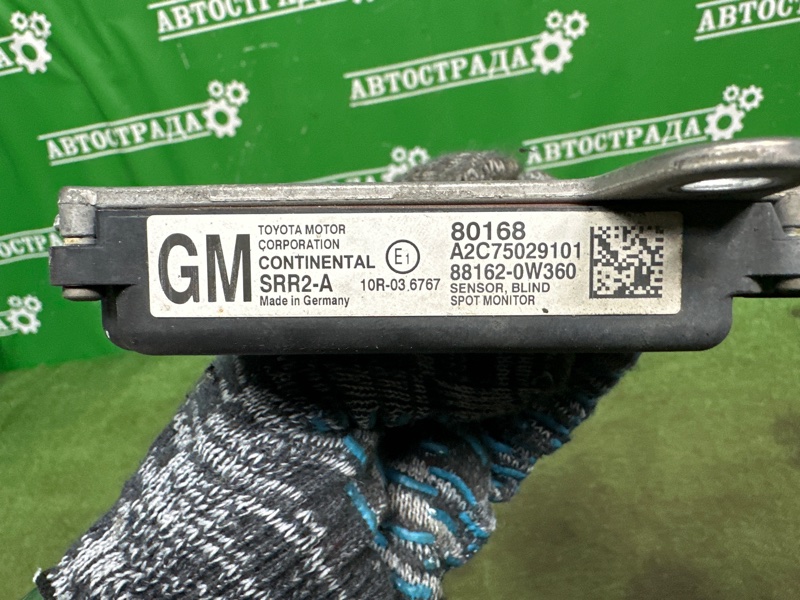 АВТОСТРАДА
АВТОСТРАДА
АВТОСТРАДА
АВТОСТРАДА
GM
TOYOTA MOTOR
CORPORATION
CONTINENTAL
SRR2-A
Made in Germany
E1
10R-03,6767
80168
A2C75029101
88162-0W360
SENSOR, BLIND
SPOT MONITOR